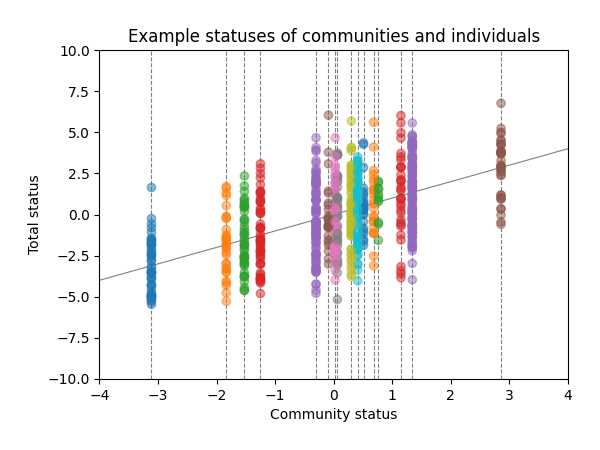 Example statuses of communities and individuals
10.0
7.5
5.0
2.5
0.0
−2.5
−5.0
−7.5
−10.0
Total status
−4 −3 −2 −1 0 1 2 3 4
Community status